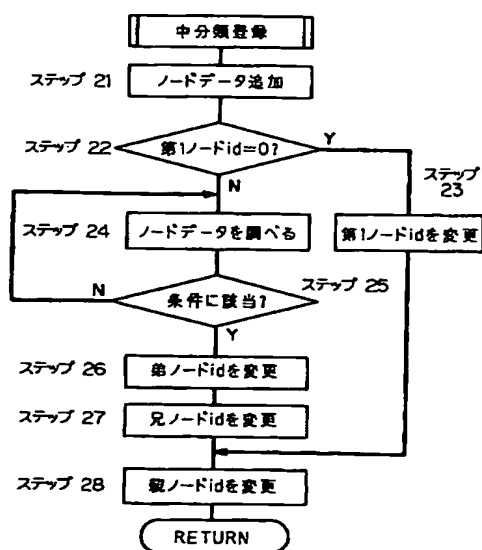 中分類登録
ステップ 21
ノードデータ追加
ステップ 22
第1ノードid=0?
Y
N
ステップ 23
第1ノードidを変更
ステップ 24
ノードデータを調べる
N
条件に該当?
ステップ 25
Y
ステップ 26
弟ノードidを変更
ステップ 27
兄ノードidを変更
ステップ 28
親ノードidを変更
RETURN